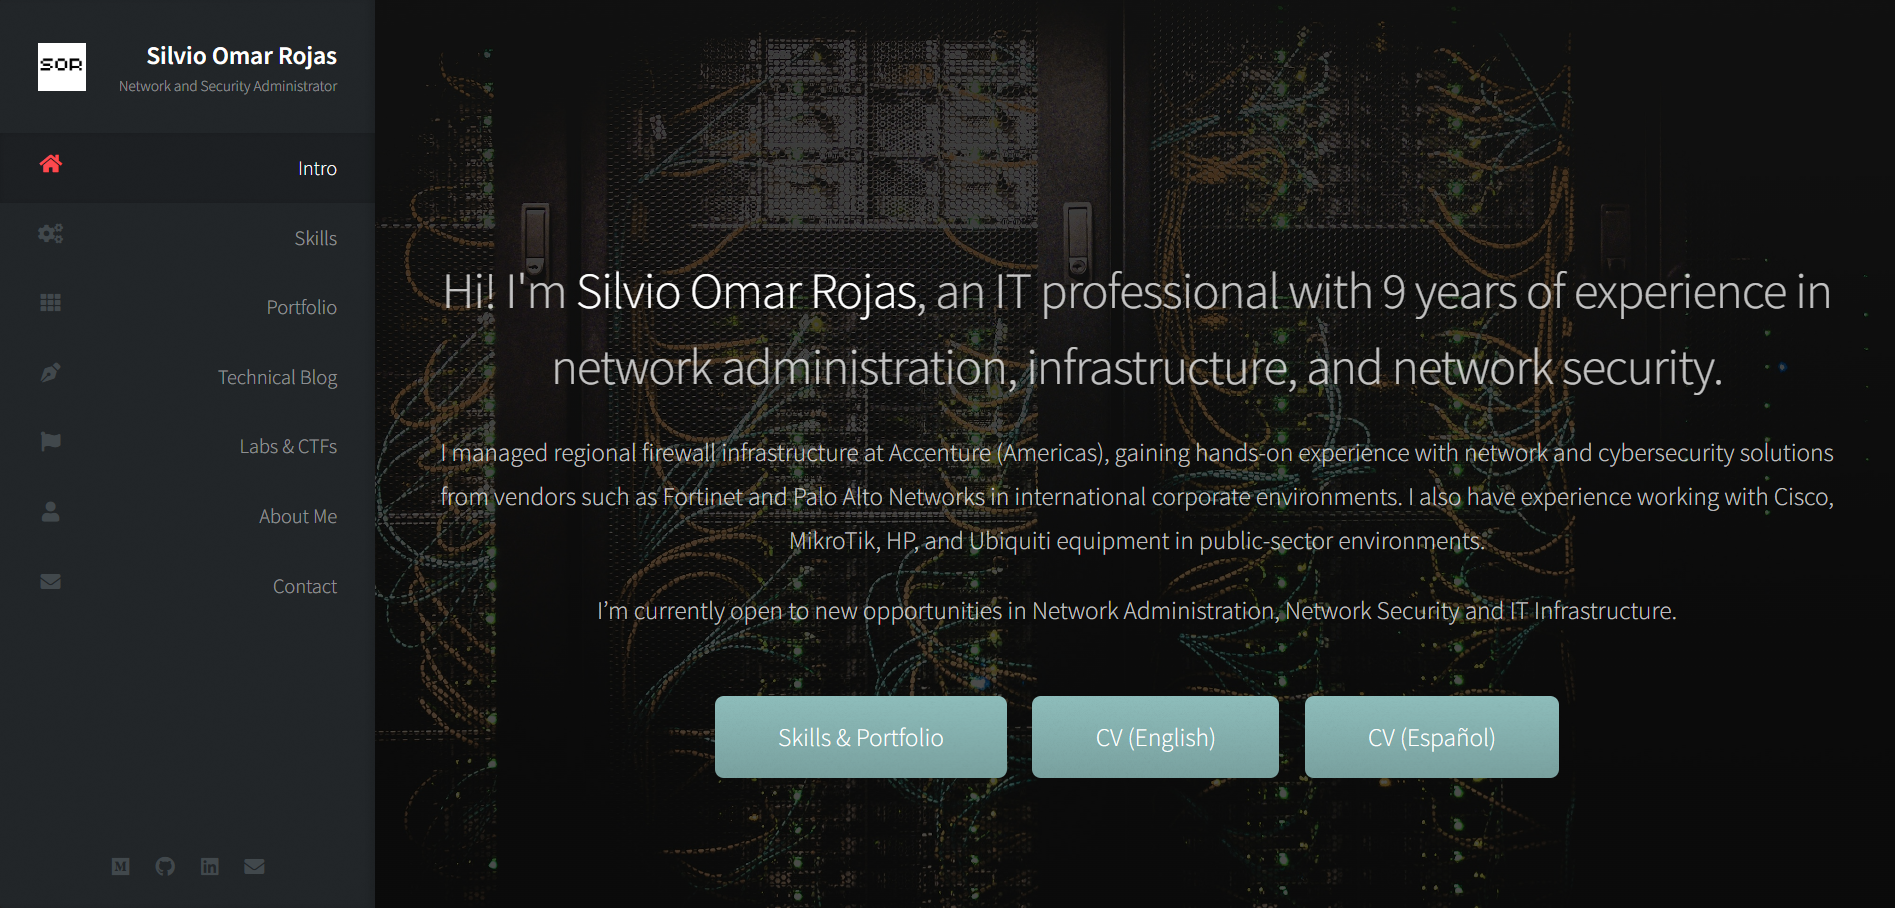 SOR
Silvio Omar Rojas
Network and Security Administrator
Intro
Skills
Portfolio
Technical Blog
Labs & CTFs
About Me
Contact
Hi! I'm Silvio Omar Rojas, an IT professional with 9 years of experience in
network administration, infrastructure, and network security.
I managed regional firewall infrastructure at Accenture (Americas), gaining hands-on experience with network and cybersecurity solutions
from vendors such as Fortinet and Palo Alto Networks in international corporate environments. I also have experience working with Cisco,
MikroTik, HP, and Ubiquiti equipment in public-sector environments.
I’m currently open to new opportunities in Network Administration, Network Security and IT Infrastructure.
Skills & Portfolio
CV (English)
CV (Español)